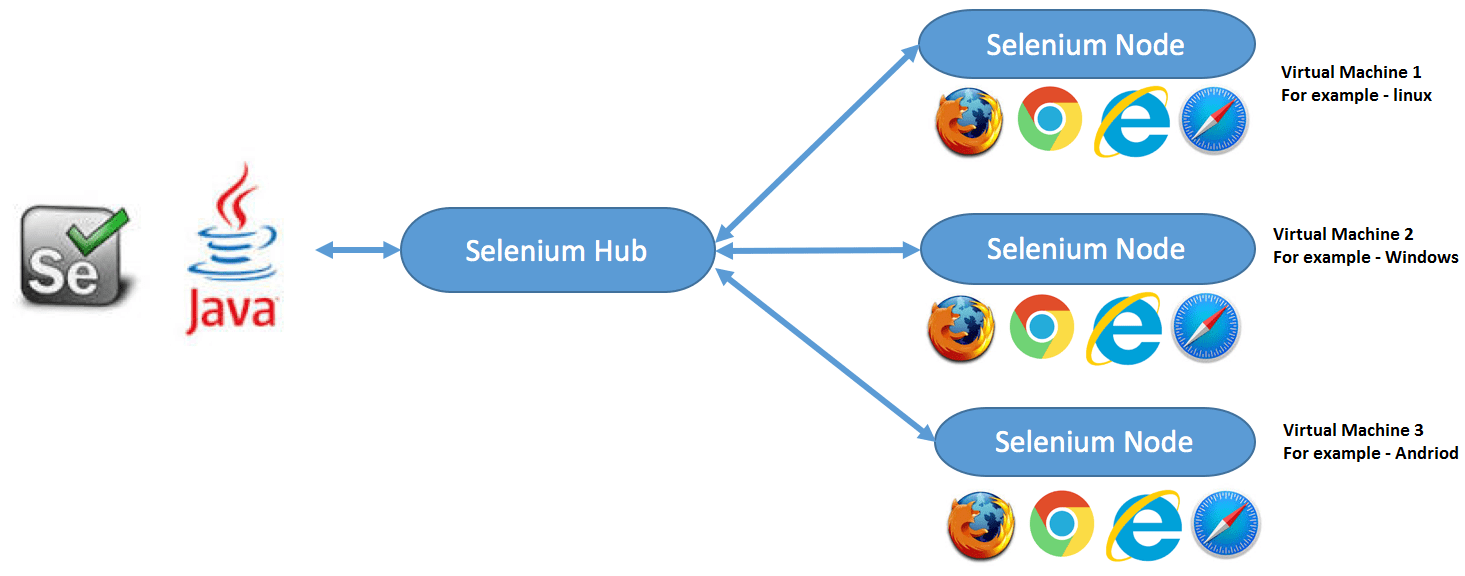 Se
Java
Selenium Hub
Selenium Node
Virtual Machine 1
For example - linux
Selenium Node
Virtual Machine 2
For example - Windows
Selenium Node
Virtual Machine 3
For example - Andriod